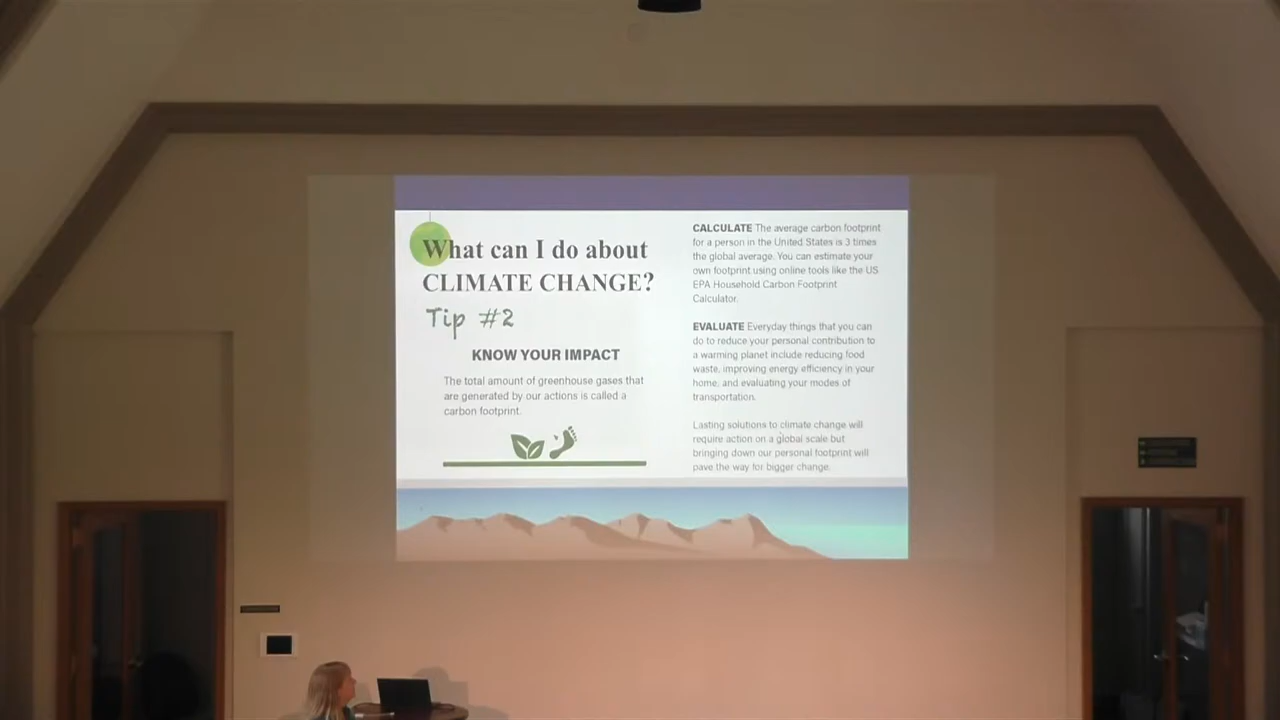 What can I do about
CLIMATE CHANGE?
Tip #2
KNOW YOUR IMPACT
The total amount of greenhouse gases that
are generated by our actions is called a
carbon footprint.
CALCULATE The average carbon footprint
for a person in the United States is 3 times
the global average. You can estimate your
own footprint using online tools like the US
EPA Household Carbon Footprint
Calculator.
EVALUATE Everyday things that you can
do to reduce your personal contribution to
a warming planet include reducing food
waste, improving energy efficiency in your
home, and evaluating your modes of
transportation.
Lasting solutions to climate change will
require action on a global scale but
bringing down our personal footprint will
pave the way for bigger change.